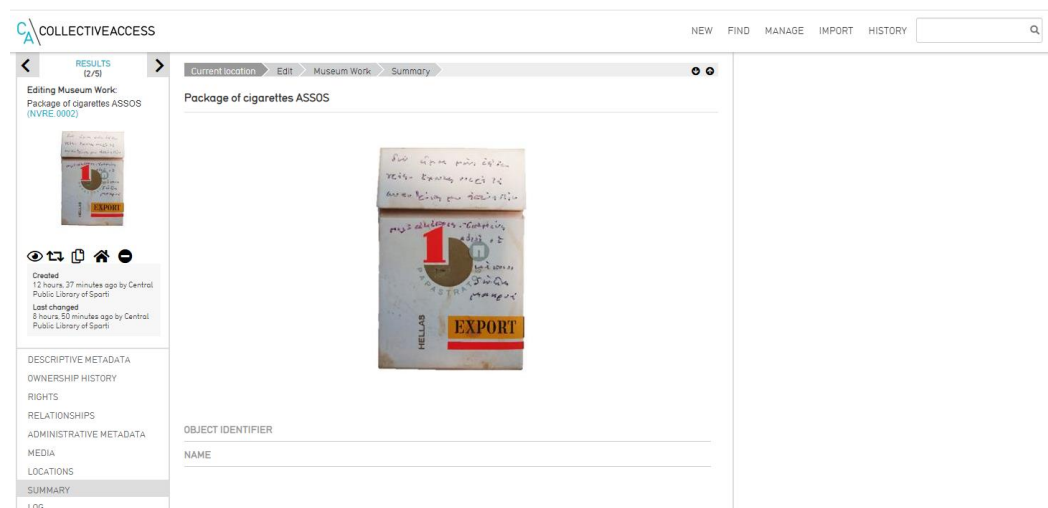 COLLECTIVEACCESS
NEW FIND MANAGE IMPORT HISTORY
RESULTS
(2/5)
Editing Museum Work:
Package of cigarettes ASSOS
(NVRE.0002)
Created
12 hours, 37 minutes ago by Central
Public Library of Sparti
Last changed
8 hours, 50 minutes ago by Central
Public Library of Sparti
DESCRIPTIVE METADATA
OWNERSHIP HISTORY
RIGHTS
RELATIONSHIPS
ADMINISTRATIVE METADATA
MEDIA
LOCATIONS
SUMMARY
LOG
Current location Edit Museum Work Summary
Package of cigarettes ASSOS
1
HELLAS
EXPORT
OBJECT IDENTIFIER
NAME